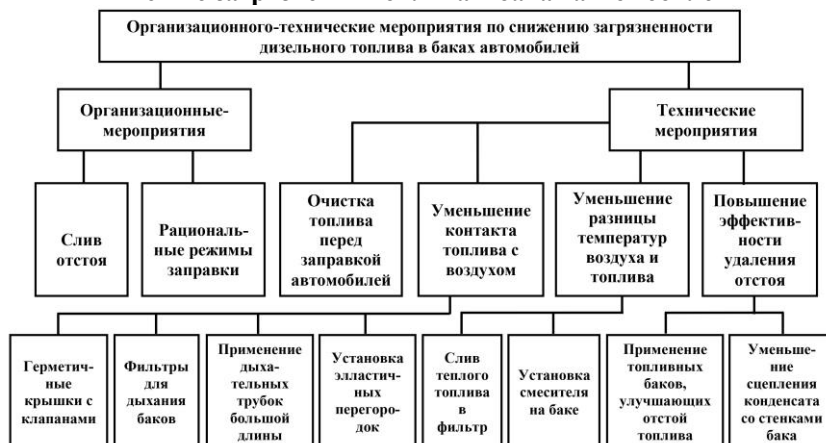 Организационного-технические мероприятия по снижению загрязненности
дизельного топлива в баках автомобилей
Организационные-
мероприятия
Технические
мероприятия
Слив
отстоя
Рациональ-
ные режимы
заправки
Очистка
топлива
перед
заправкой
автомобилей
Уменьшение
контакта
топлива с
воздухом
Уменьшение
разницы
температур
воздуха и
топлива
Повышение
эффектив-
ности
удаления
отстоя
Герметич-
ные
крышки с
клапанами
Фильтры
для
дыхания
баков
Применение
дыха-
тельных
трубок
большой
длины
Установка
элластич-
ных
перегоро-
док
Слив
теплого
топлива
в
фильтр
Установка
смесителя
на баке
Применение
топливных
баков,
улучшающих
отстой
топлива
Уменьше-
ние
сцепления
конденсата
со стенками
бака